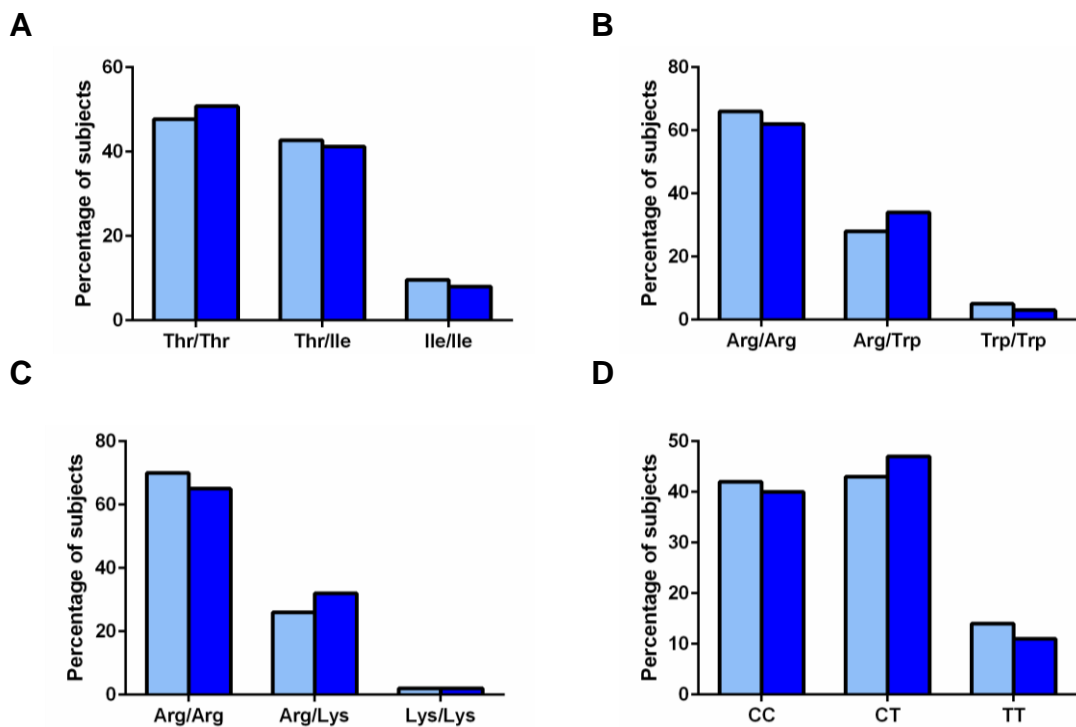 A
Percentage of subjects
60
40
20
0
Thr/Thr Thr/Ile Ile/Ile
B
Percentage of subjects
80
60
40
20
0
Arg/Arg Arg/Trp Trp/Trp
C
Percentage of subjects
80
60
40
20
0
Arg/Arg Arg/Lys Lys/Lys
D
Percentage of subjects
50
40
30
20
10
0
CC CT TT